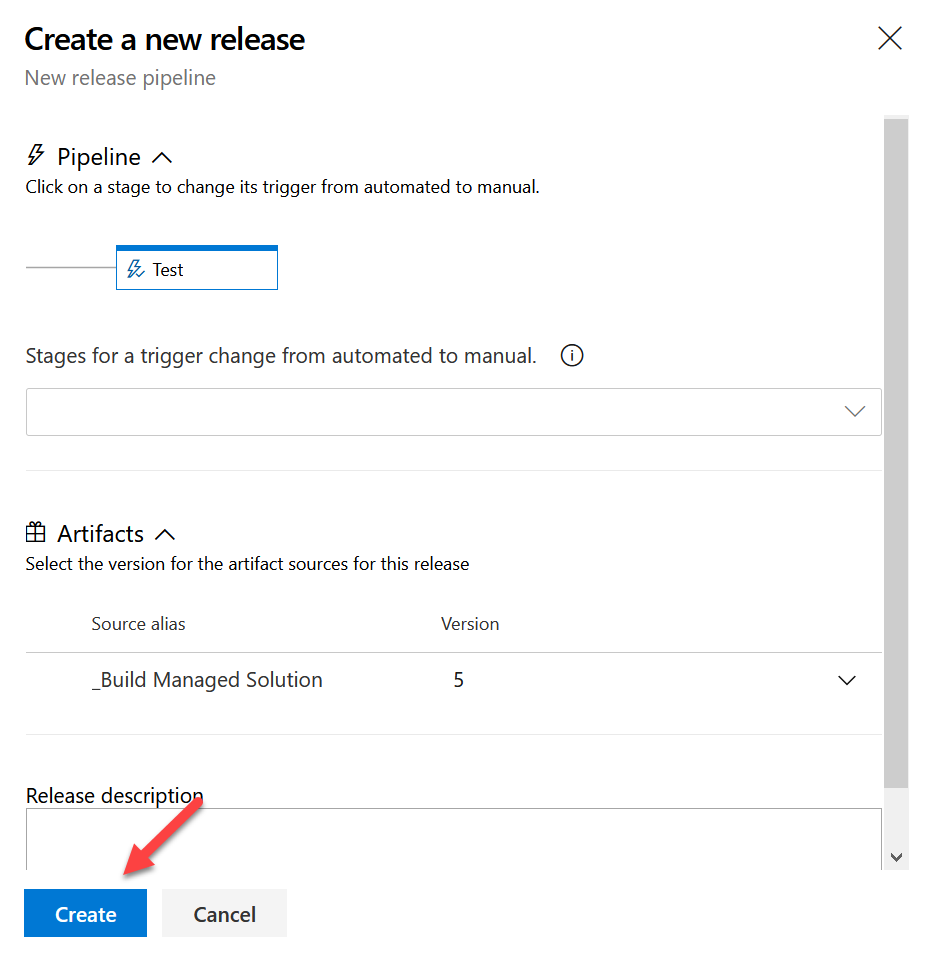 Create a new release
New release pipeline
Pipeline
Click on a stage to change its trigger from automated to manual.
Test
Stages for a trigger change from automated to manual.
Artifacts
Select the version for the artifact sources for this release
Source alias Version
_Build Managed Solution 5
Release description
Create Cancel